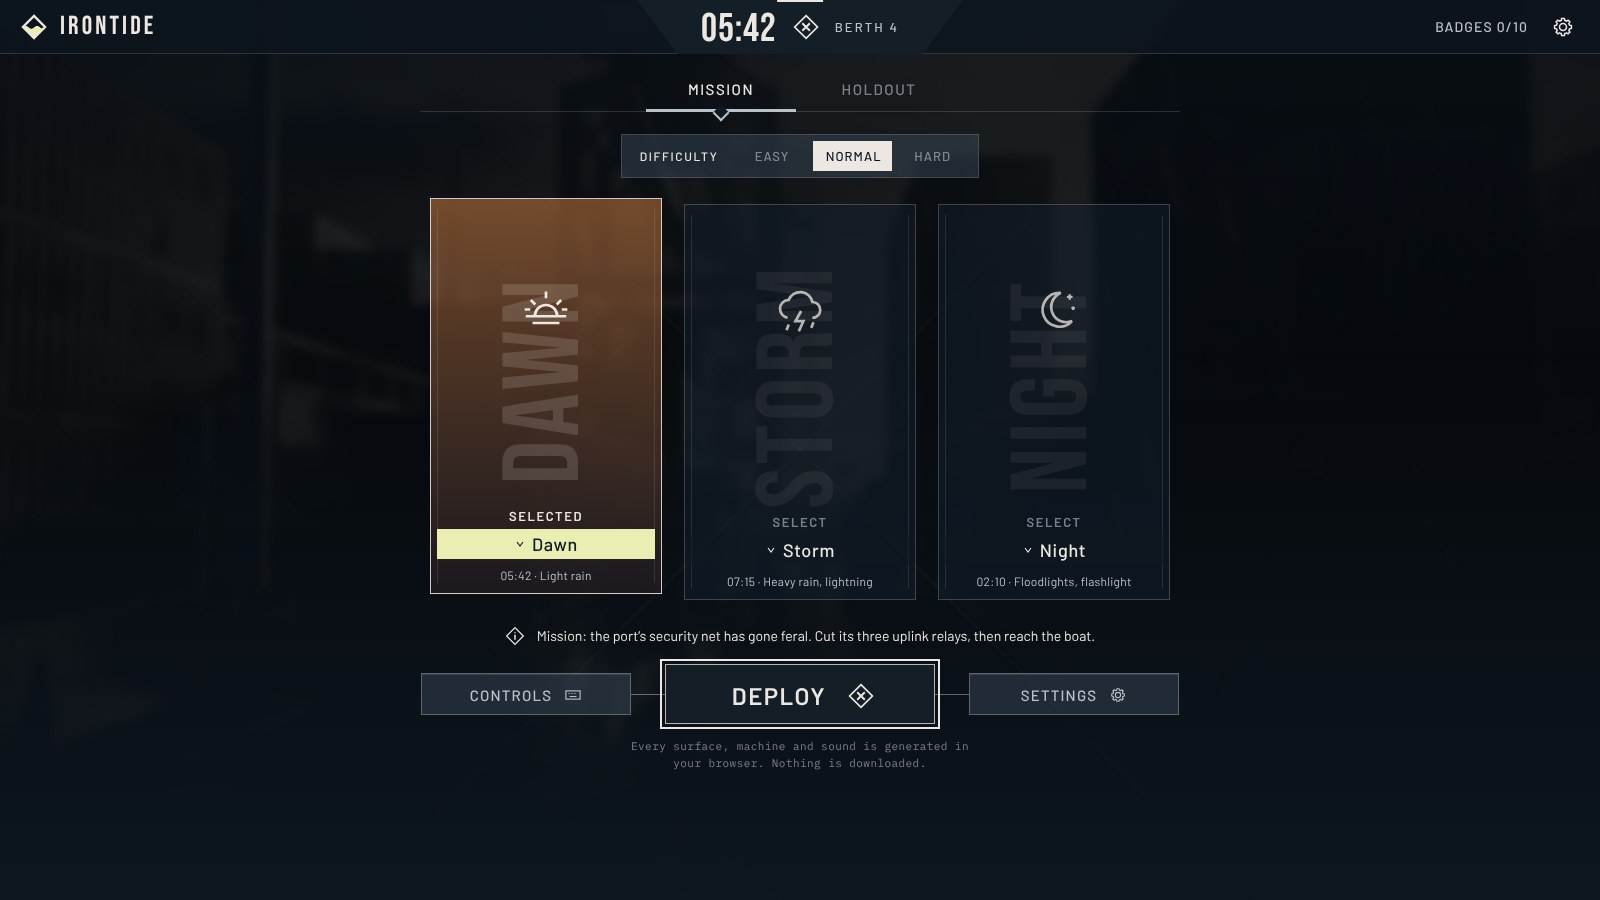 IRONTIDE
05:42
BERTH 4
BADGES 0/10
MISSION
HOLDOUT
DIFFICULTY
EASY
NORMAL
HARD
DAWN
STORM
NIGHT
SELECTED
Dawn
05:42 · Light rain
SELECT
Storm
07:15 · Heavy rain, lightning
SELECT
Night
02:10 · Floodlights, flashlight
Mission: the port’s security net has gone feral. Cut its three uplink relays, then reach the boat.
CONTROLS
DEPLOY
SETTINGS
Every surface, machine and sound is generated in
your browser. Nothing is downloaded.